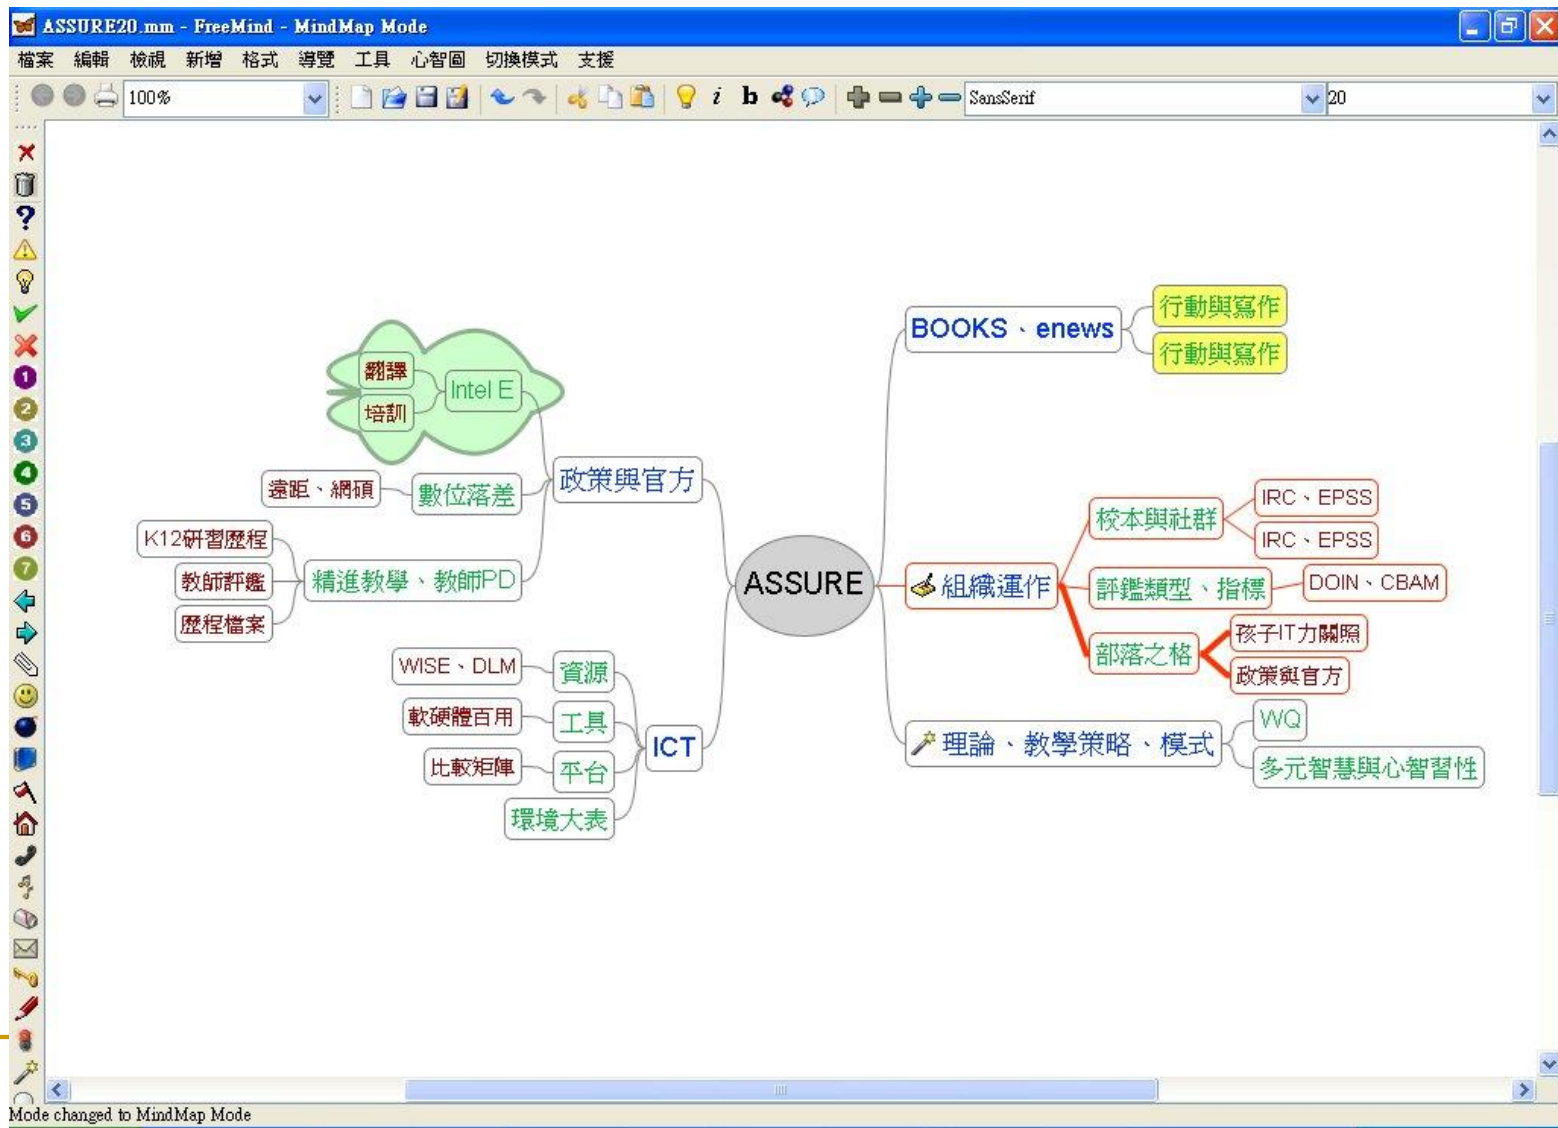 ASSURE20.mm - FreeMind - MindMap Mode
檔案 編輯 檢視 新增 格式 導覽 工具 心智圖 切換模式 支援
100% i b SansSerif 20
?
1
2
3
4
5
6
7
ASSURE
政策與官方
Intel E
翻譯
培訓
數位落差
遠距、網碩
精進教學、教師PD
K12研習歷程
教師評鑑
歷程檔案
ICT
資源
WISE、DLM
工具
軟硬體百用
平台
比較矩陣
環境大表
BOOKS、enews
行動與寫作
行動與寫作
組織運作
校本與社群
IRC、EPSS
IRC、EPSS
評鑑類型、指標
DOIN、CBAM
部落之格
孩子IT力關照
政策與官方
理論、教學策略、模式
WQ
多元智慧與心智習性
Mode changed to MindMap Mode